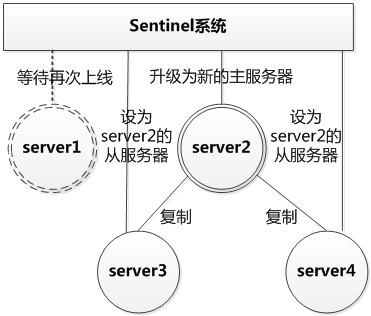 Sentinel系统
等待再次上线
升级为新的主服务器
设为
server2的
从服务器
设为
server2的
从服务器
server1
server2
复制
复制
server3
server4